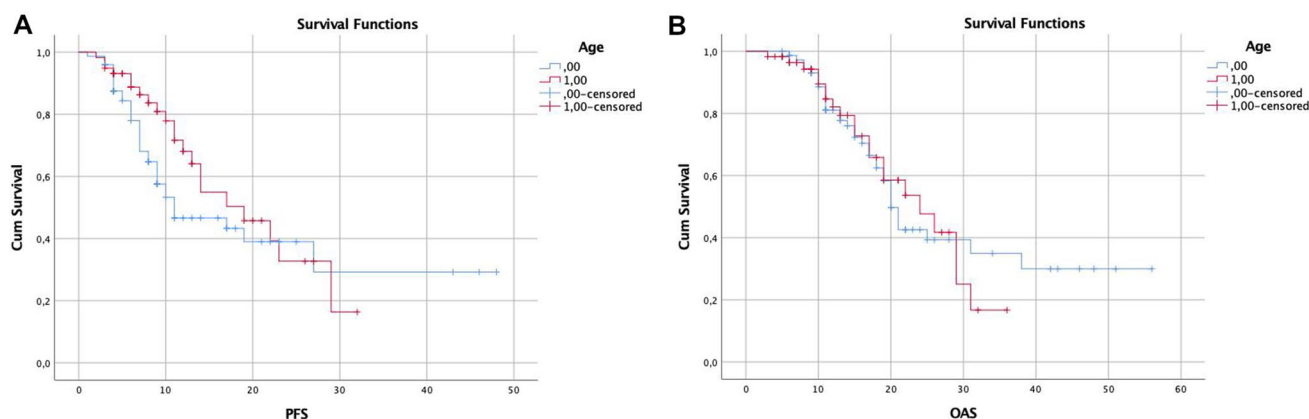 A
Survival Functions
Cum Survival
1,0
0,8
0,6
0,4
0,2
0,0
0
10
20
30
40
50
PFS
Age
,00
1,00
,00-censored
1,00-censored
B
Survival Functions
Cum Survival
1,0
0,8
0,6
0,4
0,2
0,0
0
10
20
30
40
50
60
OAS
Age
,00
1,00
,00-censored
1,00-censored